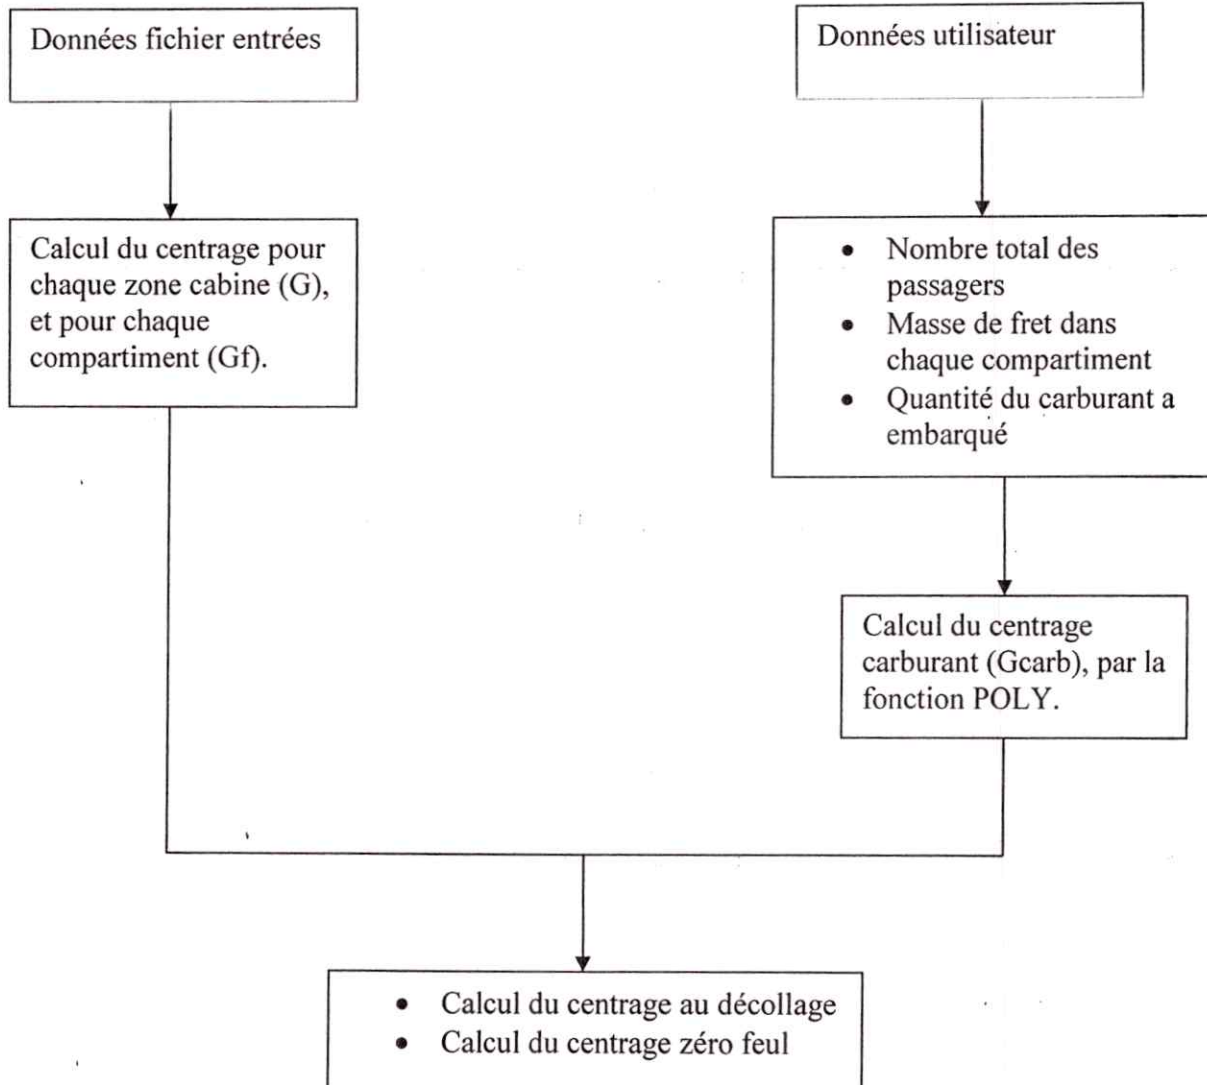 Données fichier entrées
Données utilisateur
Calcul du centrage pour
chaque zone cabine (G),
et pour chaque
compartiment (Gf).
• Nombre total des
passagers
• Masse de fret dans
chaque compartiment
• Quantité du carburant a
embarqué
Calcul du centrage
carburant (Gcarb), par la
fonction POLY.
• Calcul du centrage au décollage
• Calcul du centrage zéro feul